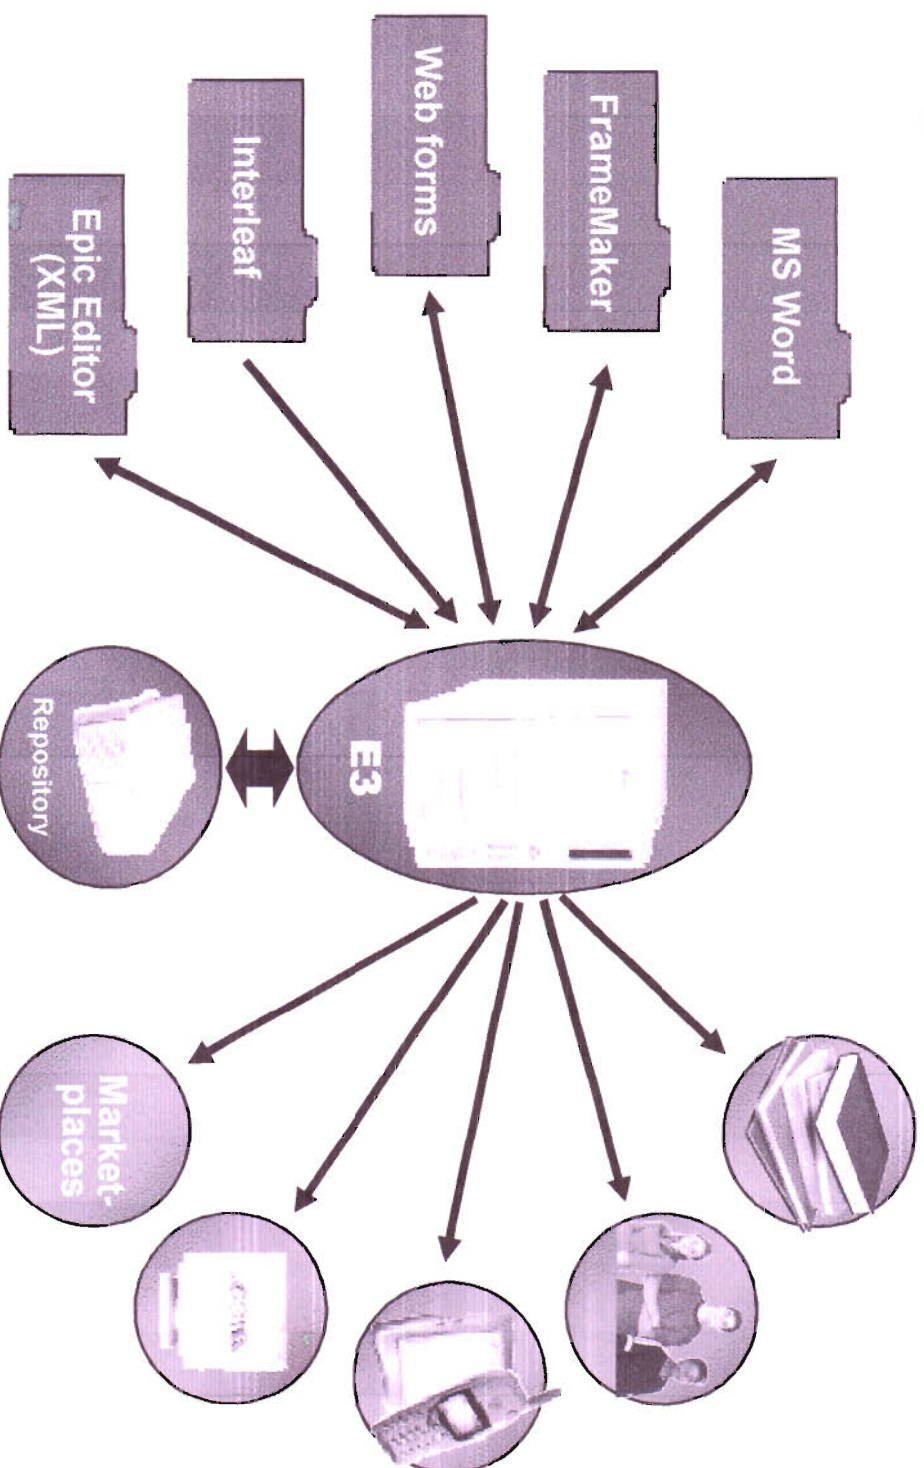 MS Word
FrameMaker
Web forms
Interleaf
Epic Editor
(XML)
E3
Repository
Market-
places